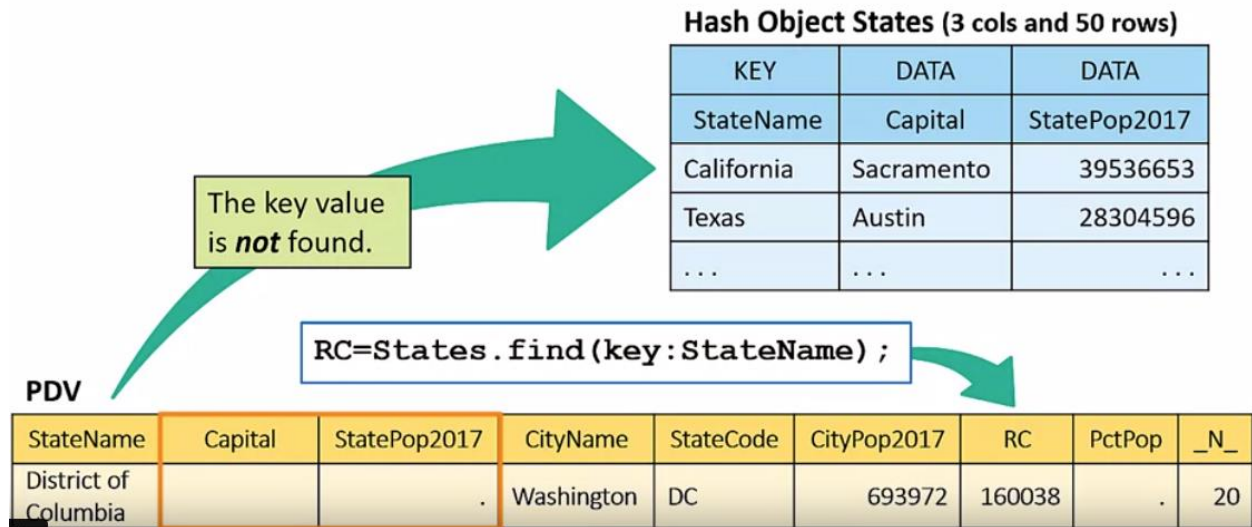 Hash Object States (3 cols and 50 rows)
KEY DATA DATA
StateName Capital StatePop2017
California Sacramento 39536653
Texas Austin 28304596
. . . . . . . . .
The key value
is not found.
RC=States.find(key:StateName);
PDV
StateName Capital StatePop2017 CityName StateCode CityPop2017 RC PctPop _N_
District of
Columbia . Washington DC 693972 160038 . 20